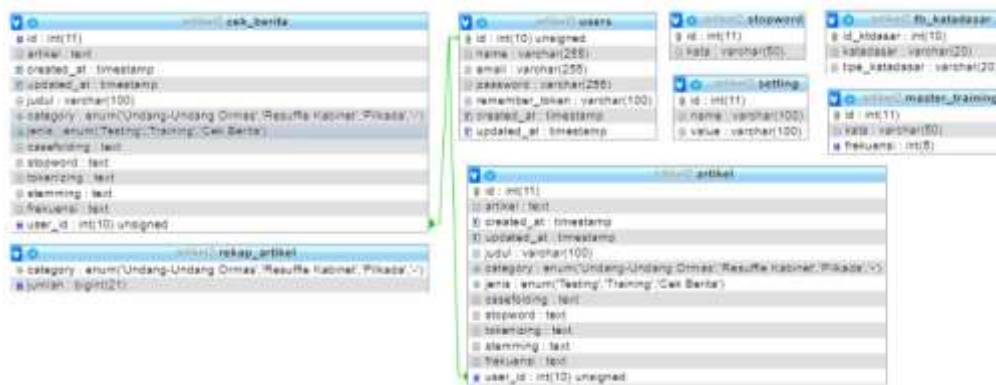 cek_berita
id : int(11)
artikel : text
created_at : timestamp
updated_at : timestamp
judul : varchar(100)
category : enum('Undang-Undang Ormas','Resuffle Kabinet','Pilkada','-')
jenis : enum('Testing','Training','Cek Berita')
casefolding : text
stopword : text
tokenizing : text
stemming : text
frekuensi : text
user_id : int(10) unsigned
rekap_artikel
category : enum('Undang-Undang Ormas','Resuffle Kabinet','Pilkada','-')
jumlah : bigint(21)
users
id : int(10) unsigned
name : varchar(255)
email : varchar(255)
password : varchar(255)
remember_token : varchar(100)
created_at : timestamp
updated_at : timestamp
stopword
id : int(11)
kata : varchar(50)
setting
id : int(11)
name : varchar(100)
value : varchar(100)
tb_katadasar
id_ktdasar : int(10)
katadasar : varchar(20)
tipe_katadasar : varchar(20)
master_training
id : int(11)
kata : varchar(50)
frekuensi : int(5)
artikel
id : int(11)
artikel : text
created_at : timestamp
updated_at : timestamp
judul : varchar(100)
category : enum('Undang-Undang Ormas','Resuffle Kabinet','Pilkada','-')
jenis : enum('Testing','Training','Cek Berita')
casefolding : text
stopword : text
tokenizing : text
stemming : text
frekuensi : text
user_id : int(10) unsigned